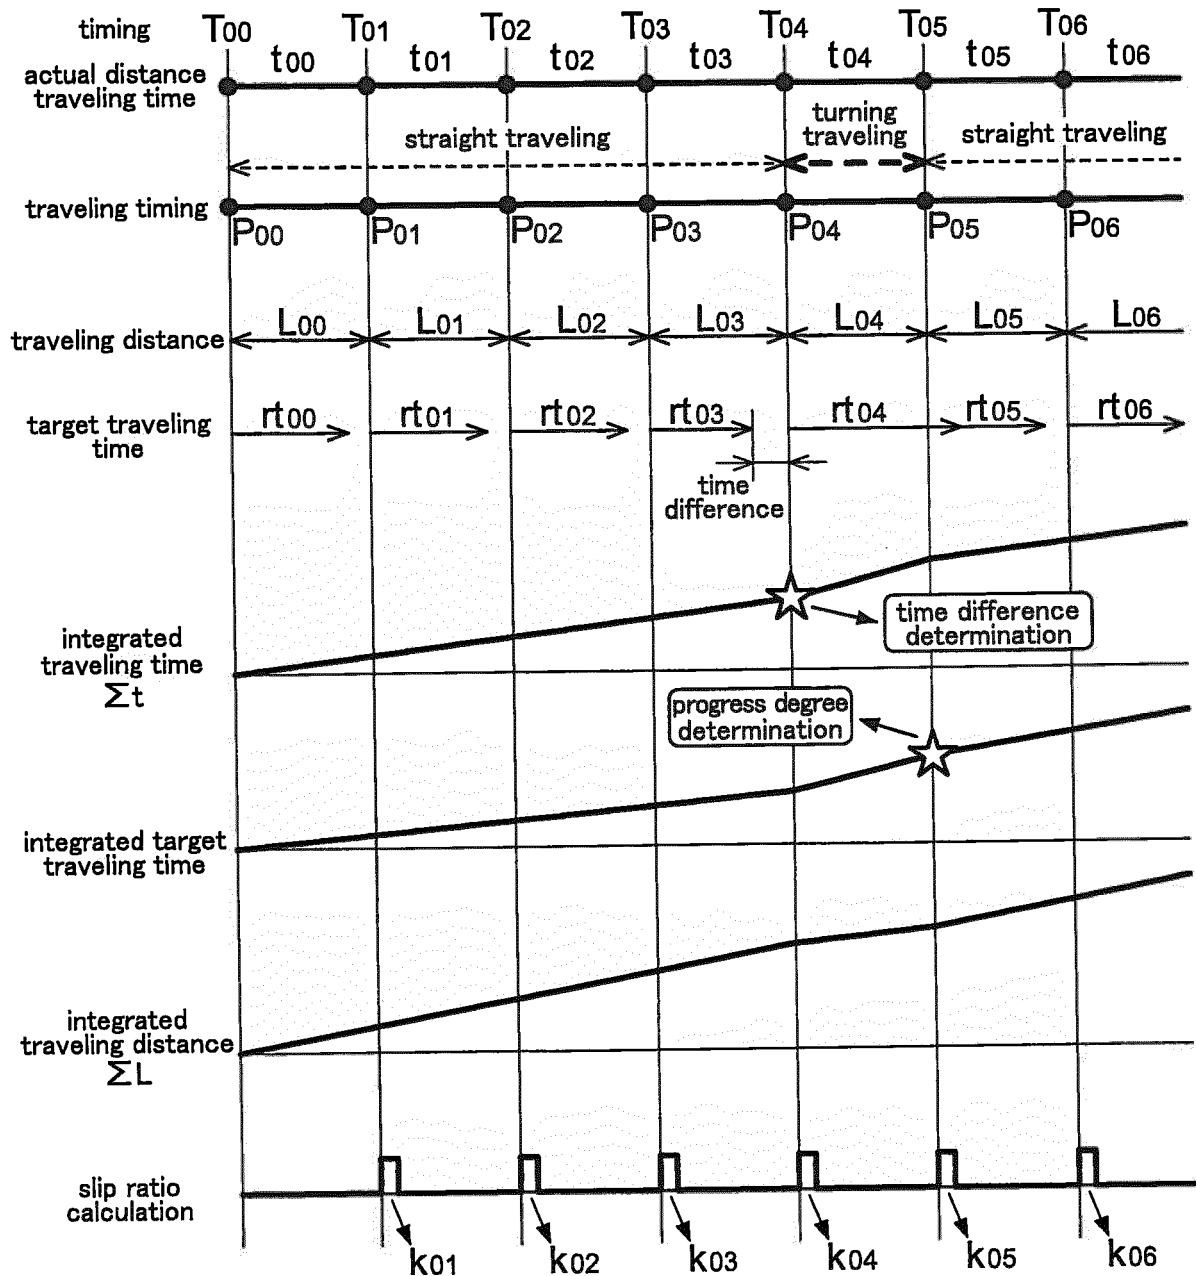 timing T00 T01 T02 T03 T04 T05 T06
t00 t01 t02 t03 t04 t05 t06
actual distance
traveling time
straight traveling
turning
traveling
straight traveling
traveling timing
P00 P01 P02 P03 P04 P05 P06
L00 L01 L02 L03 L04 L05 L06
traveling distance
rt00 rt01 rt02 rt03 rt04 rt05 rt06
target traveling
time
time
difference
time difference
determination
integrated
traveling time
Σt
progress degree
determination
integrated target
traveling time
integrated
traveling distance
ΣL
slip ratio
calculation
k01 k02 k03 k04 k05 k06